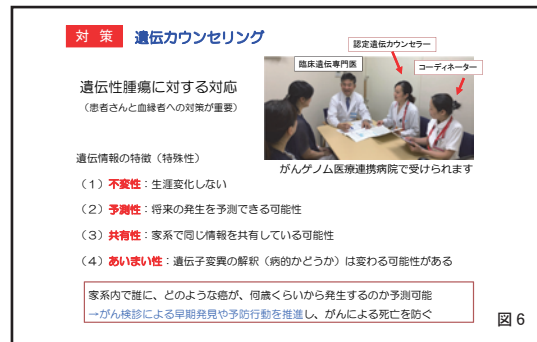 対 策 遺伝カウンセリング
認定遺伝カウンセラー
臨床遺伝専門医
コーディネーター
遺伝性腫瘍に対する対応
（患者さんと血縁者への対策が重要）
がんゲノム医療連携病院で受けられます
遺伝情報の特徴（特殊性）
（１）不変性：生涯変化しない
（２）予測性：将来の発生を予測できる可能性
（３）共有性：家系で同じ情報を共有している可能性
（４）あいまい性：遺伝子変異の解釈（病的かどうか）は変わる可能性がある
家系内で誰に、どのような癌が、何歳くらいから発生するのか予測可能
→がん検診による早期発見や予防行動を推進し、がんによる死亡を防ぐ
図 6